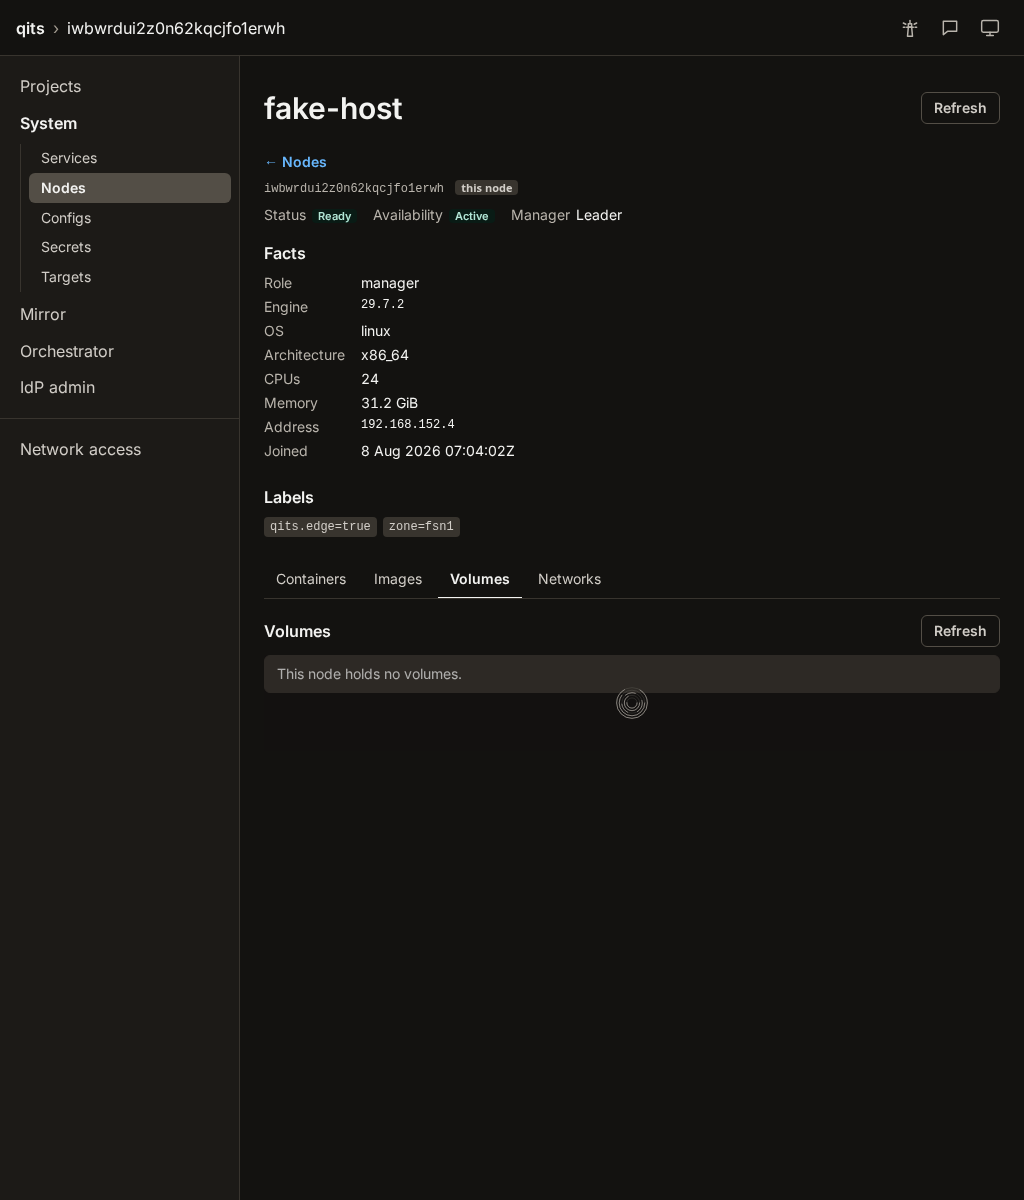 qits › iwbwrdui2z0n62kqcjfo1erwh
Projects
System
Services
Nodes
Configs
Secrets
Targets
Mirror
Orchestrator
IdP admin
Network access
fake-host
Refresh
← Nodes
iwbwrdui2z0n62kqcjfo1erwh this node
Status Ready Availability Active Manager Leader
Facts
Role manager
Engine 29.7.2
OS linux
Architecture x86_64
CPUs 24
Memory 31.2 GiB
Address 192.168.152.4
Joined 8 Aug 2026 07:04:02Z
Labels
qits.edge=true zone=fsn1
Containers Images Volumes Networks
Volumes
Refresh
This node holds no volumes.